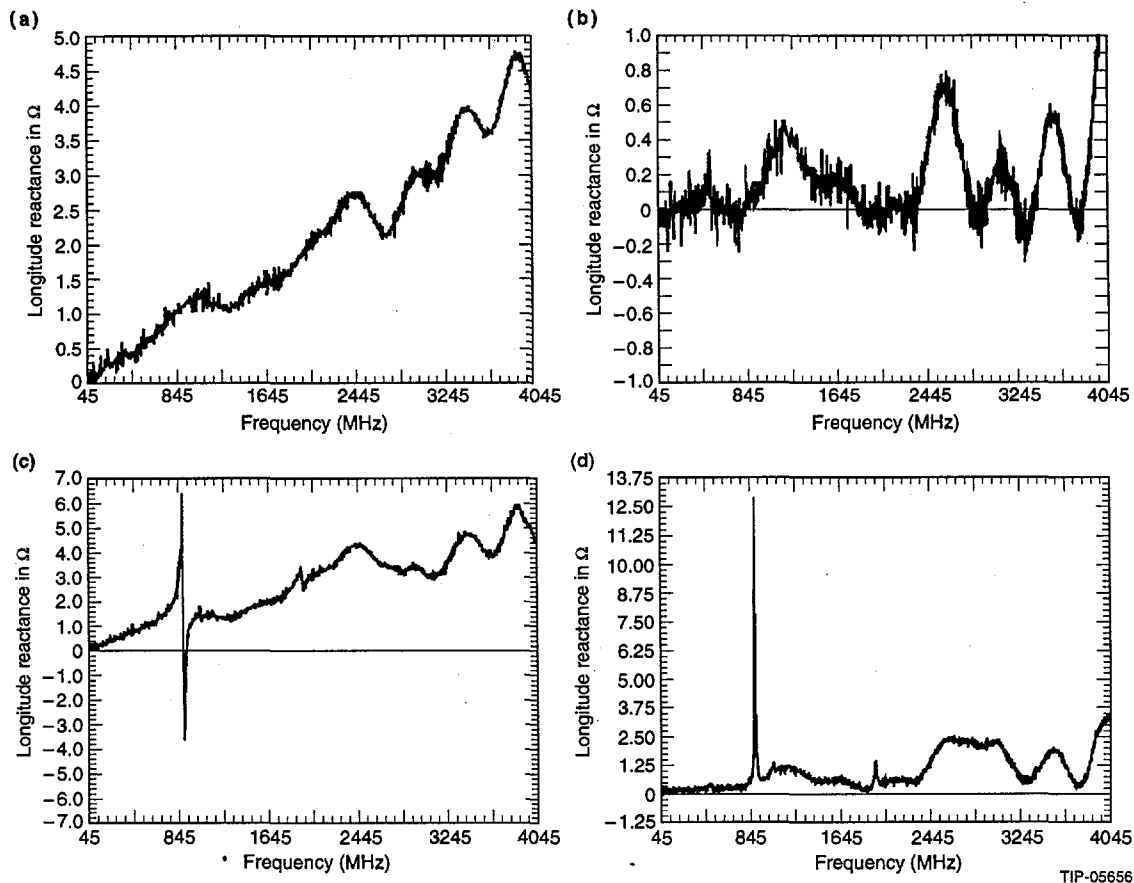 (a)
5.0
4.5
4.0
3.5
3.0
2.5
2.0
1.5
1.0
0.5
0
Longitude reactance in Ω
45 845 1645 2445 3245 4045
Frequency (MHz)
(b)
1.0
0.8
0.6
0.4
0.2
0
−0.2
−0.4
−0.6
−0.8
−1.0
Longitude reactance in Ω
45 845 1645 2445 3245 4045
Frequency (MHz)
(c)
7.0
6.0
5.0
4.0
3.0
2.0
1.0
0
−1.0
−2.0
−3.0
−4.0
−5.0
−6.0
−7.0
Longitude reactance in Ω
45 845 1645 2445 3245 4045
Frequency (MHz)
(d)
13.75
12.50
11.25
10.00
8.75
7.50
6.25
5.00
3.75
2.50
1.25
0
−1.25
Longitude reactance in Ω
45 845 1645 2445 3245 4045
Frequency (MHz)
TIP-05656